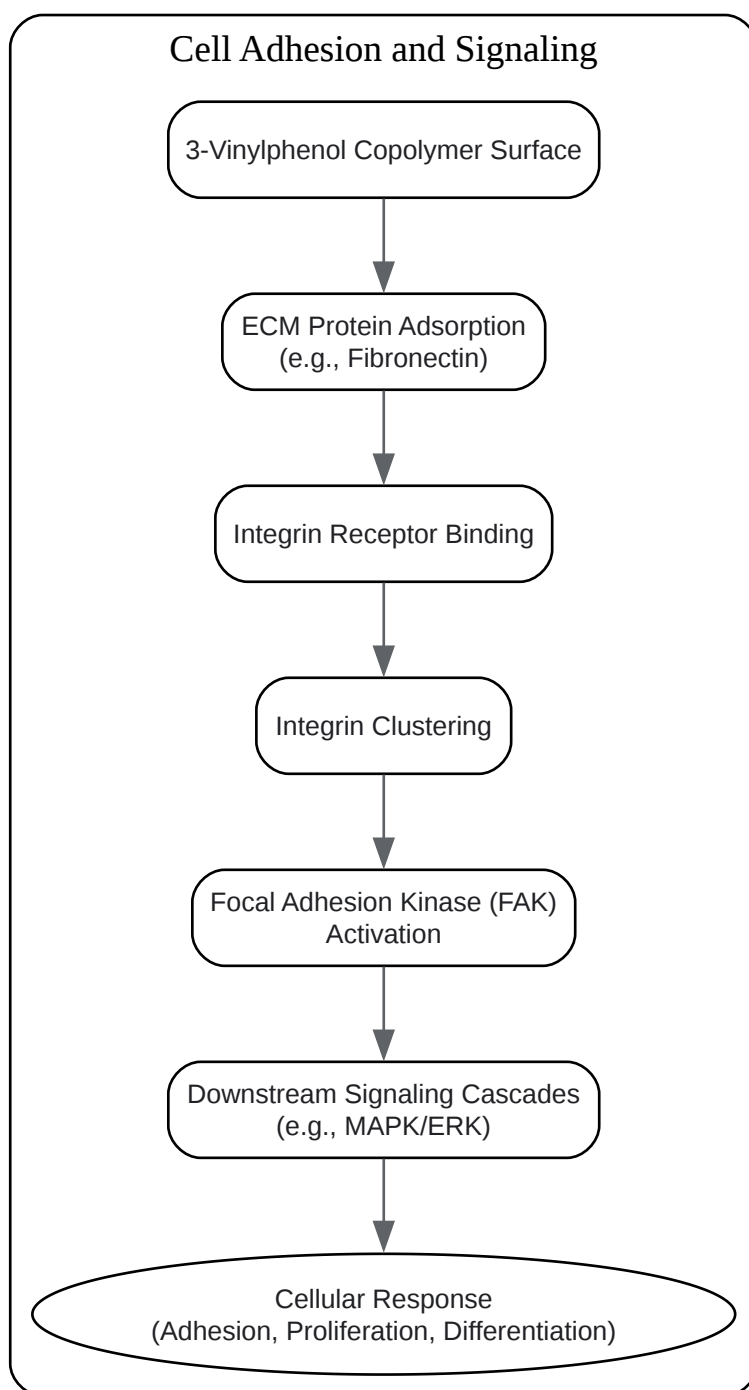 Cell Adhesion and Signaling
3-Vinylphenol Copolymer Surface
ECM Protein Adsorption
(e.g., Fibronectin)
Integrin Receptor Binding
Integrin Clustering
Focal Adhesion Kinase (FAK)
Activation
Downstream Signaling Cascades
(e.g., MAPK/ERK)
Cellular Response
(Adhesion, Proliferation, Differentiation)